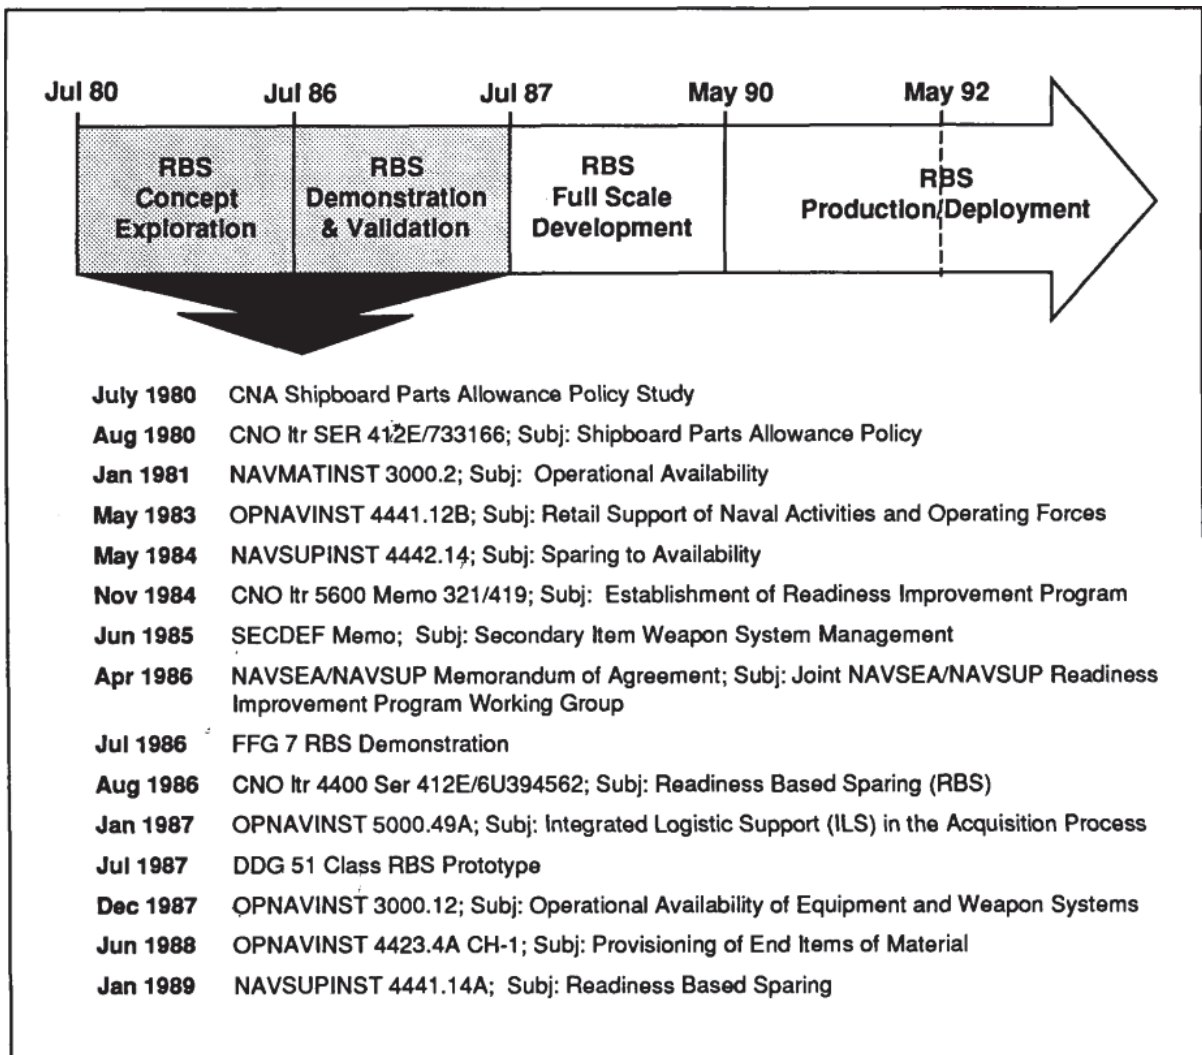 Jul 80 Jul 86 Jul 87 May 90 May 92
RBS
Concept
Exploration
RBS
Demonstration
& Validation
RBS
Full Scale
Development
RBS
Production/Deployment
July 1980 CNA Shipboard Parts Allowance Policy Study
Aug 1980 CNO ltr SER 412E/733166; Subj: Shipboard Parts Allowance Policy
Jan 1981 NAVMATINST 3000.2; Subj: Operational Availability
May 1983 OPNAVINST 4441.12B; Subj: Retail Support of Naval Activities and Operating Forces
May 1984 NAVSUPINST 4442.14; Subj: Sparing to Availability
Nov 1984 CNO ltr 5600 Memo 321/419; Subj: Establishment of Readiness Improvement Program
Jun 1985 SECDEF Memo; Subj: Secondary Item Weapon System Management
Apr 1986 NAVSEA/NAVSUP Memorandum of Agreement; Subj: Joint NAVSEA/NAVSUP Readiness
Improvement Program Working Group
Jul 1986 FFG 7 RBS Demonstration
Aug 1986 CNO ltr 4400 Ser 412E/6U394562; Subj: Readiness Based Sparing (RBS)
Jan 1987 OPNAVINST 5000.49A; Subj: Integrated Logistic Support (ILS) in the Acquisition Process
Jul 1987 DDG 51 Class RBS Prototype
Dec 1987 OPNAVINST 3000.12; Subj: Operational Availability of Equipment and Weapon Systems
Jun 1988 OPNAVINST 4423.4A CH-1; Subj: Provisioning of End Items of Material
Jan 1989 NAVSUPINST 4441.14A; Subj: Readiness Based Sparing